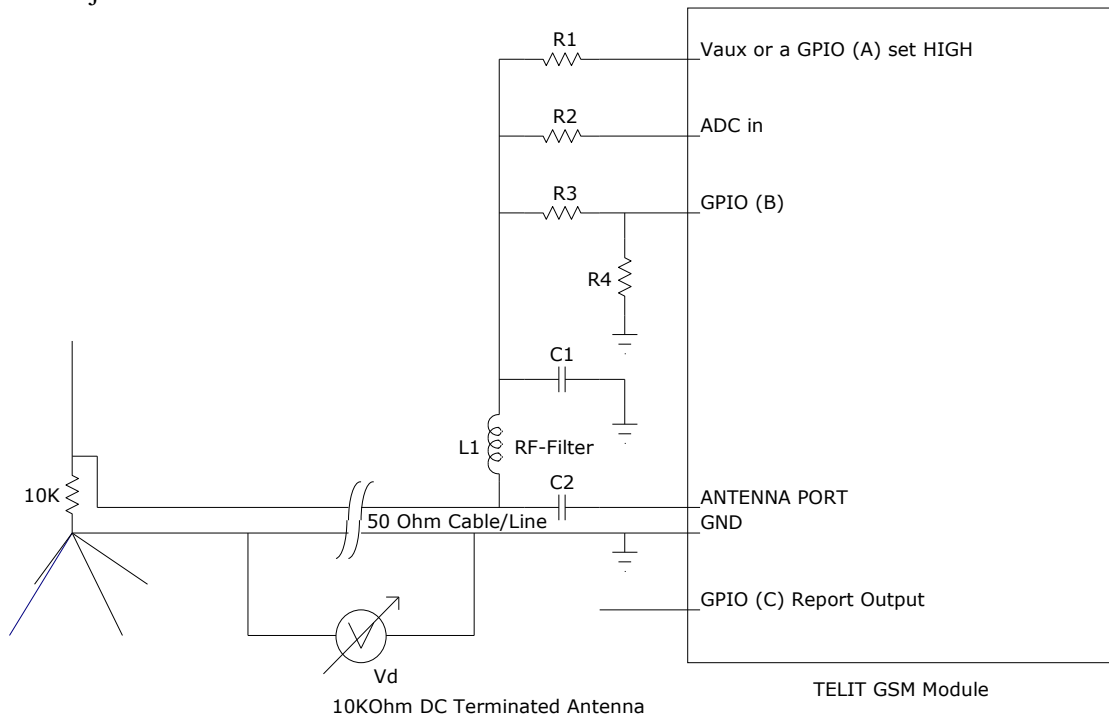 R1
Vaux or a GPIO (A) set HIGH
R2
ADC in
R3
GPIO (B)
R4
C1
L1 RF-Filter
C2
10K
ANTENNA PORT
50 Ohm Cable/Line
GND
GPIO (C) Report Output
V
Vd
10KOhm DC Terminated Antenna
TELIT GSM Module